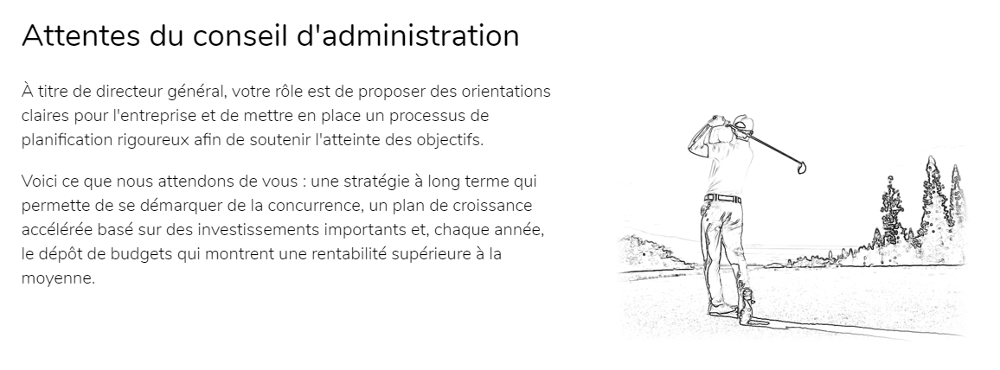 Attentes du conseil d'administration
À titre de directeur général, votre rôle est de proposer des orientations
claires pour l'entreprise et de mettre en place un processus de
planification rigoureux afin de soutenir l'atteinte des objectifs.
Voici ce que nous attendons de vous : une stratégie à long terme qui
permette de se démarquer de la concurrence, un plan de croissance
accélérée basé sur des investissements importants et, chaque année,
le dépôt de budgets qui montrent une rentabilité supérieure à la
moyenne.